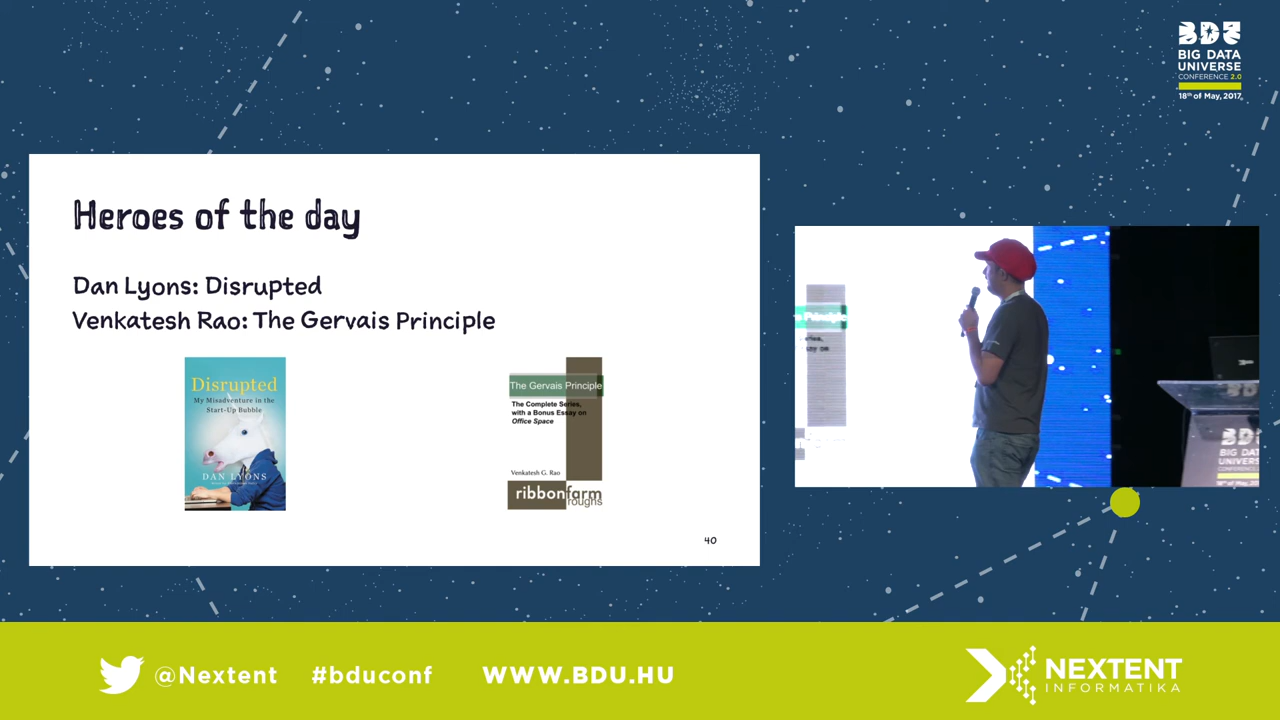 BDU
BIG DATA
UNIVERSE
CONFERENCE 2.0
18th of May, 2017
Heroes of the day
Dan Lyons: Disrupted
Venkatesh Rao: The Gervais Principle
Disrupted
My Misadventure in the
Start-Up Bubble
DAN LYONS
The Gervais Principle
The Complete Series,
with a Bonus Essay on
Office Space
Venkatesh G. Rao
ribbonfarm
roughs
40
BDU
@Nextent #bduconf WWW.BDU.HU
NEXTENT
INFORMATIKA